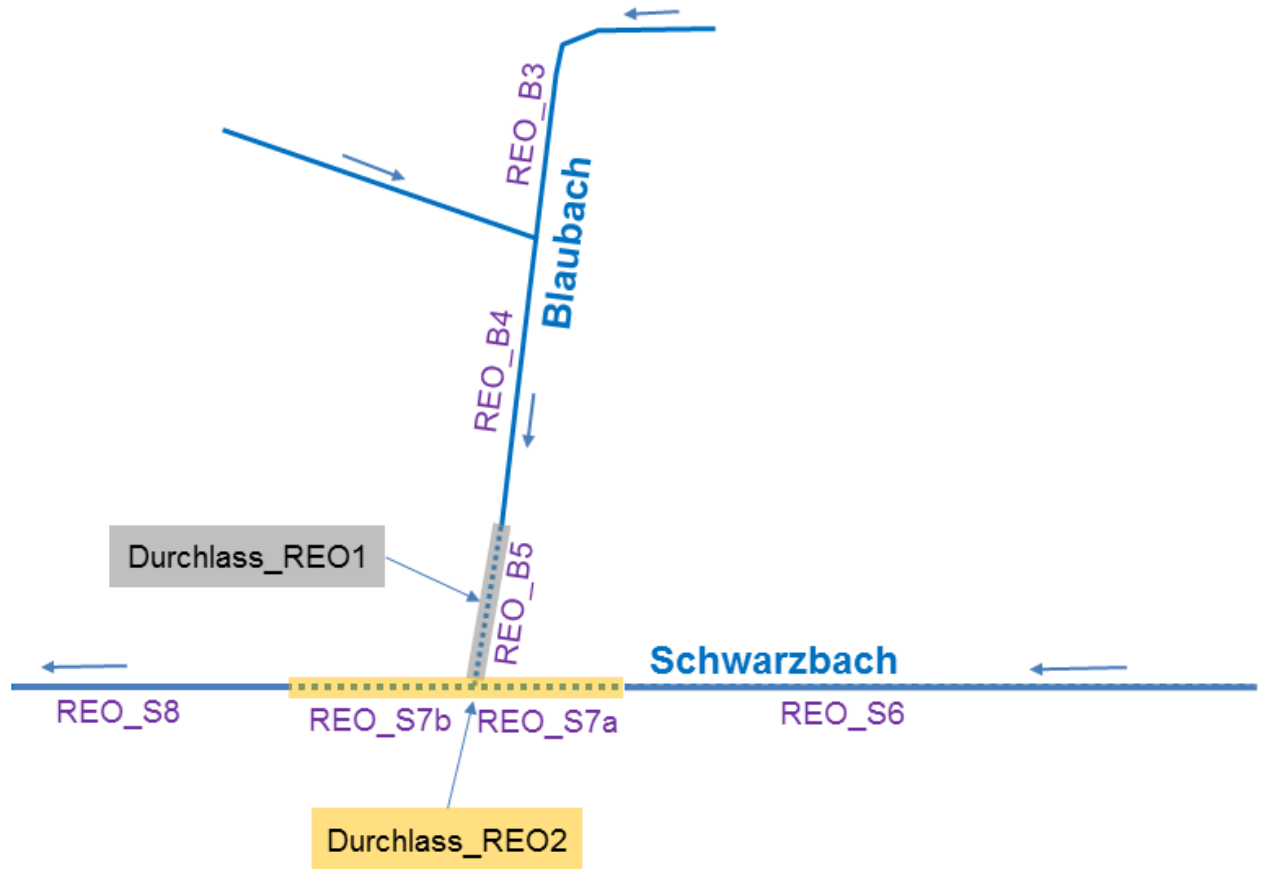 REO_B3
Blaubach
REO_B4
Durchlass_REO1
REO_B5
Schwarzbach
REO_S8
REO_S7b
REO_S7a
REO_S6
Durchlass_REO2